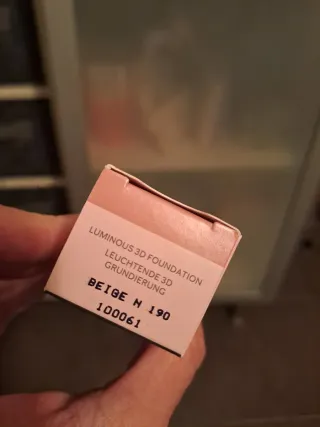 LUMINOUS 3D FOUNDATION
LEUCHTENDE 3D
GRUNDIERUNG
BEIGE N 190
100061